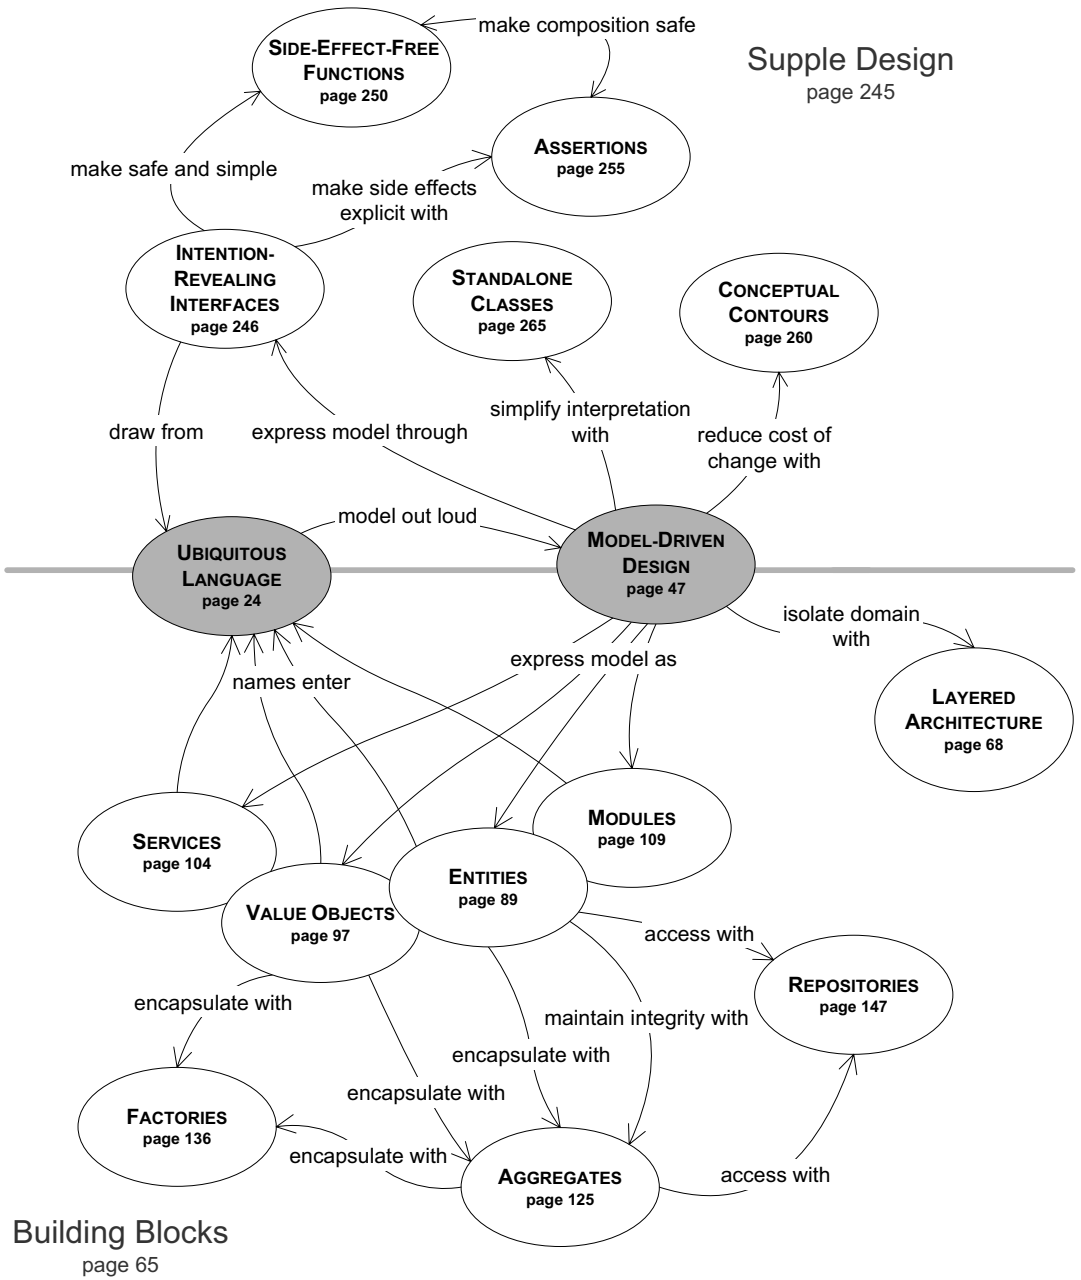 make composition safe
SIDE-EFFECT-FREE
FUNCTIONS
page 250
Supple Design
page 245
ASSERTIONS
page 255
make safe and simple
make side effects
explicit with
INTENTION-
REVEALING
INTERFACES
page 246
STANDALONE
CLASSES
page 265
CONCEPTUAL
CONTOURS
page 260
simplify interpretation
with
draw from
express model through
reduce cost of
change with
model out loud
UBIQUITOUS
LANGUAGE
page 24
MODEL-DRIVEN
DESIGN
page 47
isolate domain
with
express model as
names enter
LAYERED
ARCHITECTURE
page 68
SERVICES
page 104
MODULES
page 109
ENTITIES
page 89
VALUE OBJECTS
page 97
access with
REPOSITORIES
page 147
encapsulate with
maintain integrity with
encapsulate with
encapsulate with
FACTORIES
page 136
encapsulate with
AGGREGATES
page 125
access with
Building Blocks
page 65